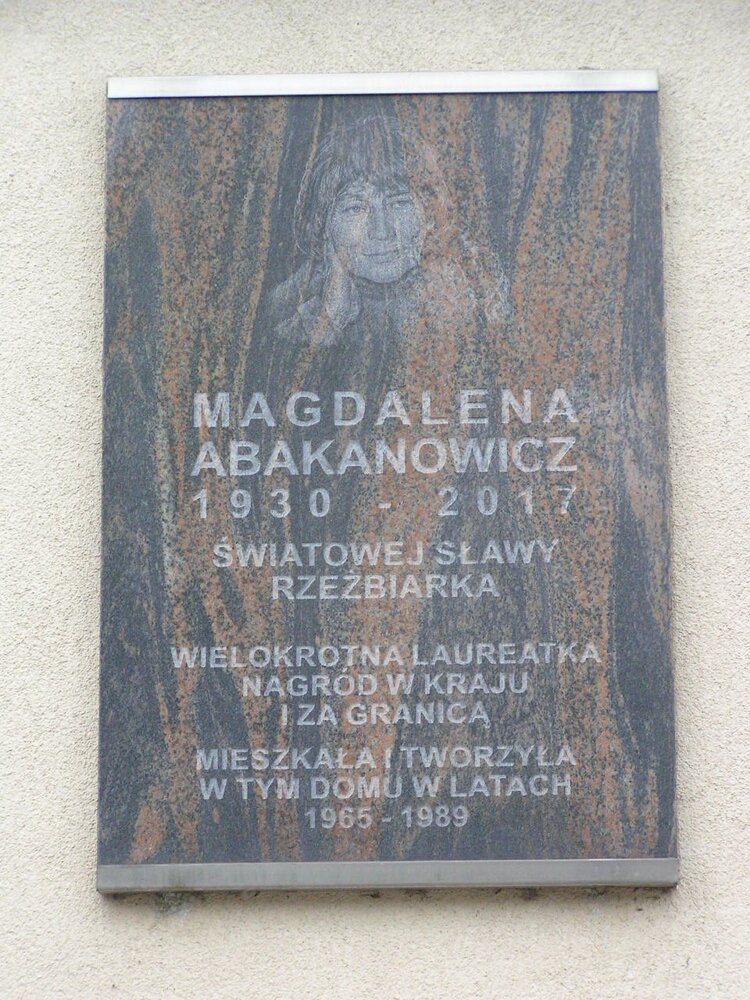 MAGDALENA
ABAKANOWICZ
1930 - 2017
ŚWIATOWEJ SŁAWY
RZEŹBIARKA
WIELOKROTNA LAUREATKA
NAGRÓD W KRAJU
I ZA GRANICĄ
MIESZKAŁA I TWORZYŁA
W TYM DOMU W LATACH
1965 - 1989